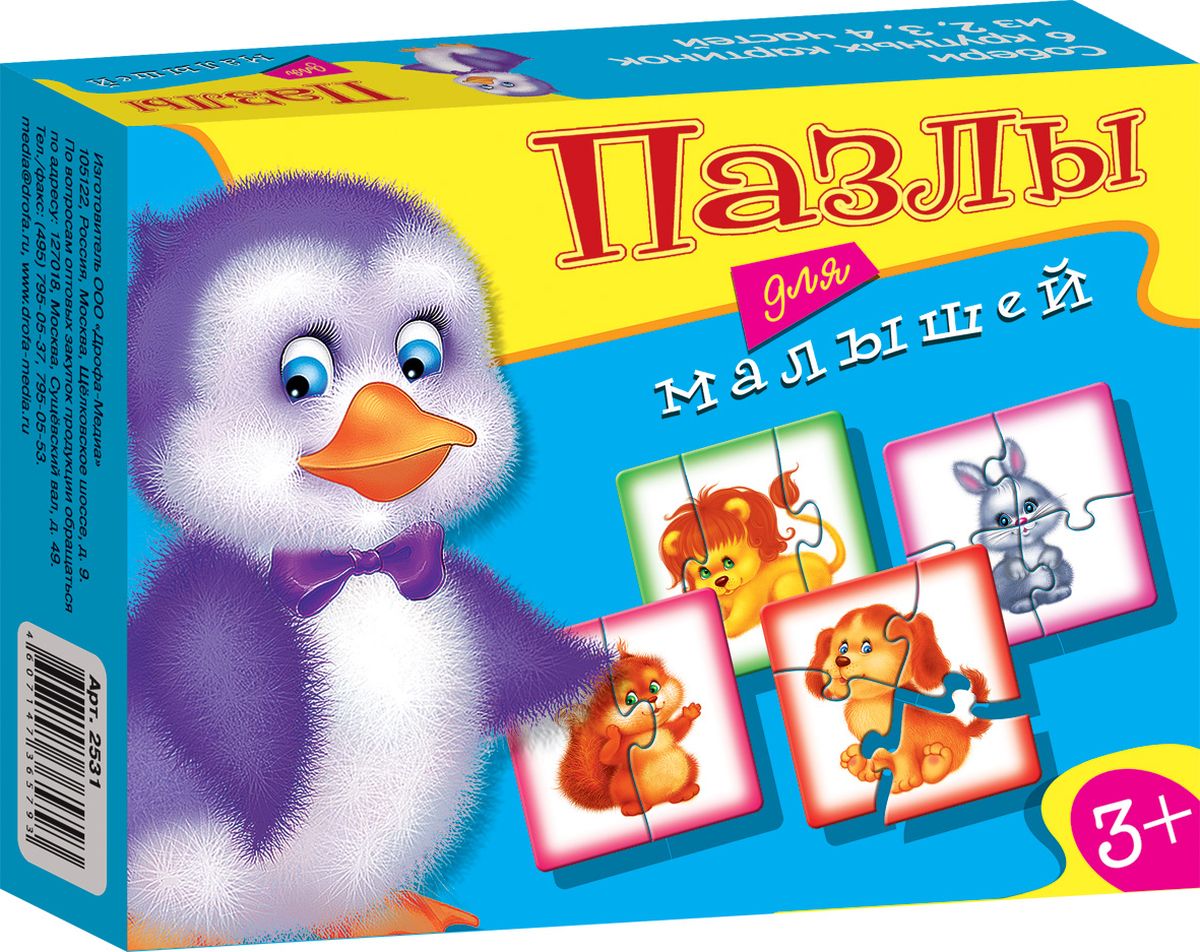 Собери
6 крупных картинок
из 2, 3, 4 частей
Пазлы
для
малышей
Пазлы
для
малышей
3+
Изготовитель ООО «Дрофа-Медиа»
105122, Россия, Москва, Щёлковское шоссе, д. 9.
По вопросам оптовых закупок продукции обращаться
по адресу: 127018, Москва, Сущёвский вал, д. 49.
Тел./факс: (495) 795-05-37, 795-05-53.
media@drofa.ru, www.drofa-media.ru
Арт. 2531
4 607147 365793